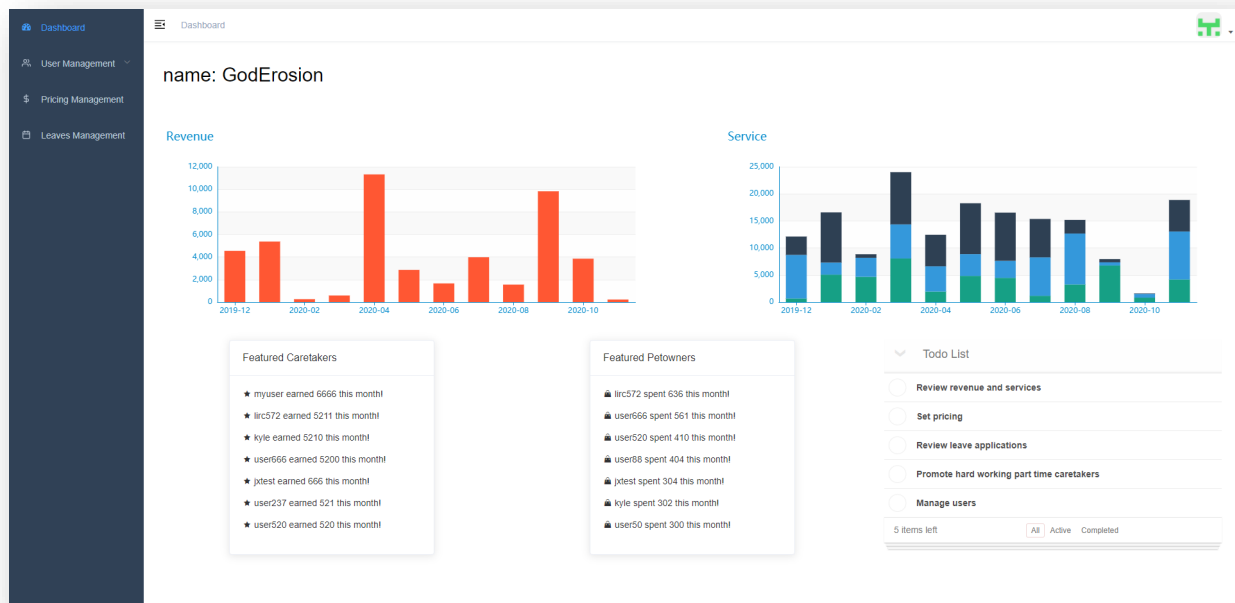 Dashboard
User Management
Pricing Management
Leaves Management
Dashboard
name: GodErosion
Revenue
12,000
10,000
8,000
6,000
4,000
2,000
0
2019-12
2020-02
2020-04
2020-06
2020-08
2020-10
Service
25,000
20,000
15,000
10,000
5,000
0
2019-12
2020-02
2020-04
2020-06
2020-08
2020-10
Featured Caretakers
myuser earned 6666 this month!
lirc572 earned 5211 this month!
kyle earned 5210 this month!
user666 earned 5200 this month!
jxtest earned 666 this month!
user237 earned 521 this month!
user520 earned 520 this month!
Featured Petowners
lirc572 spent 636 this month!
user666 spent 561 this month!
user520 spent 410 this month!
user88 spent 404 this month!
jxtest spent 304 this month!
kyle spent 302 this month!
user50 spent 300 this month!
Todo List
Review revenue and services
Set pricing
Review leave applications
Promote hard working part time caretakers
Manage users
5 items left
All Active Completed